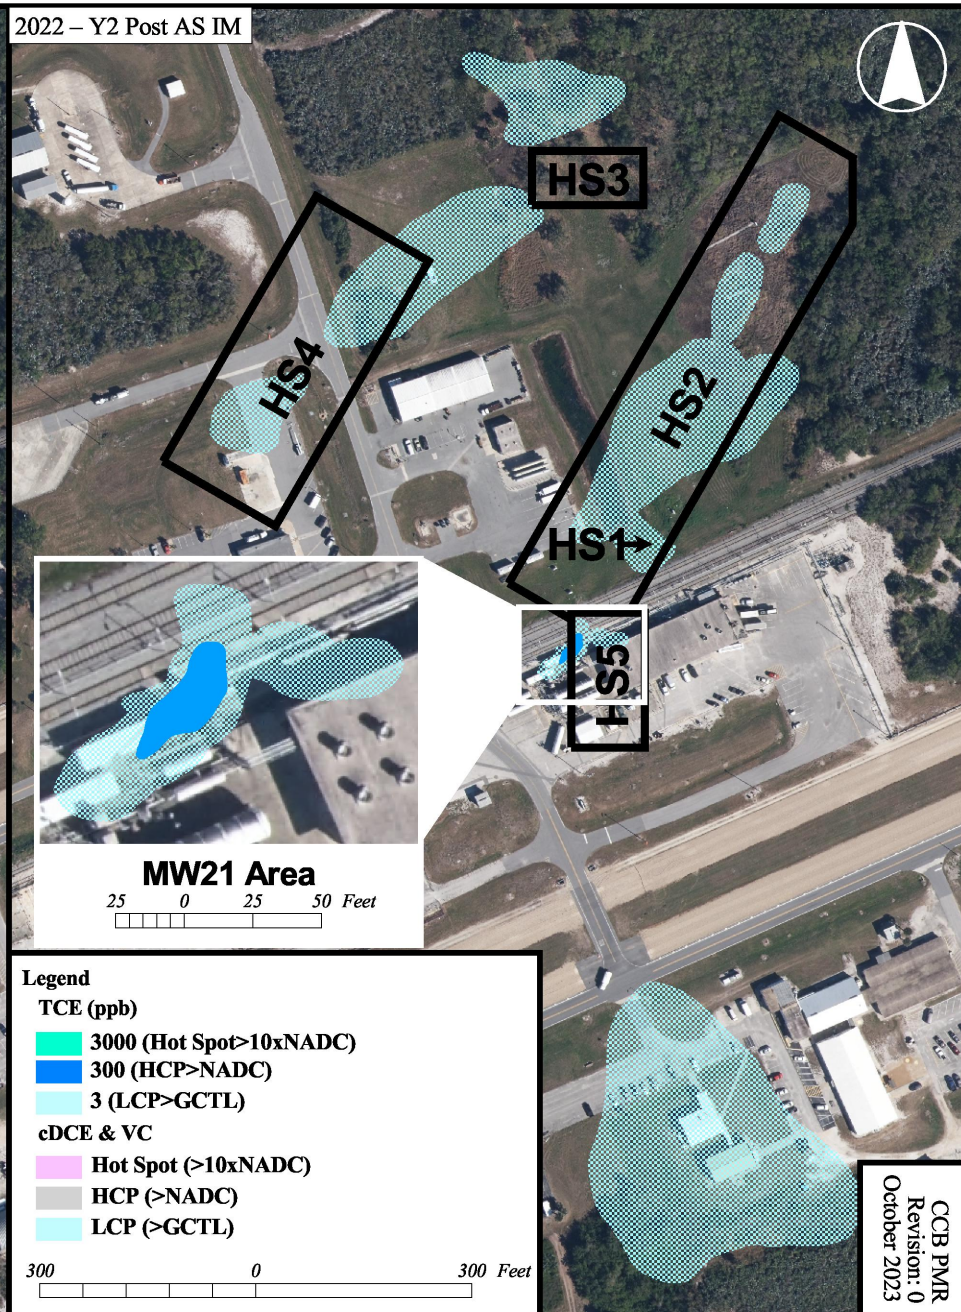 2022 – Y2 Post AS IM
HS3
HS4
HS2
HS1
HS5
MW21 Area
25 0 25 50 Feet
Legend
TCE (ppb)
3000 (Hot Spot>10xNADC)
300 (HCP>NADC)
3 (LCP>GCTL)
cDCE & VC
Hot Spot (>10xNADC)
HCP (>NADC)
LCP (>GCTL)
300 0 300 Feet
CCB PMR
Revision: 0
October 2023